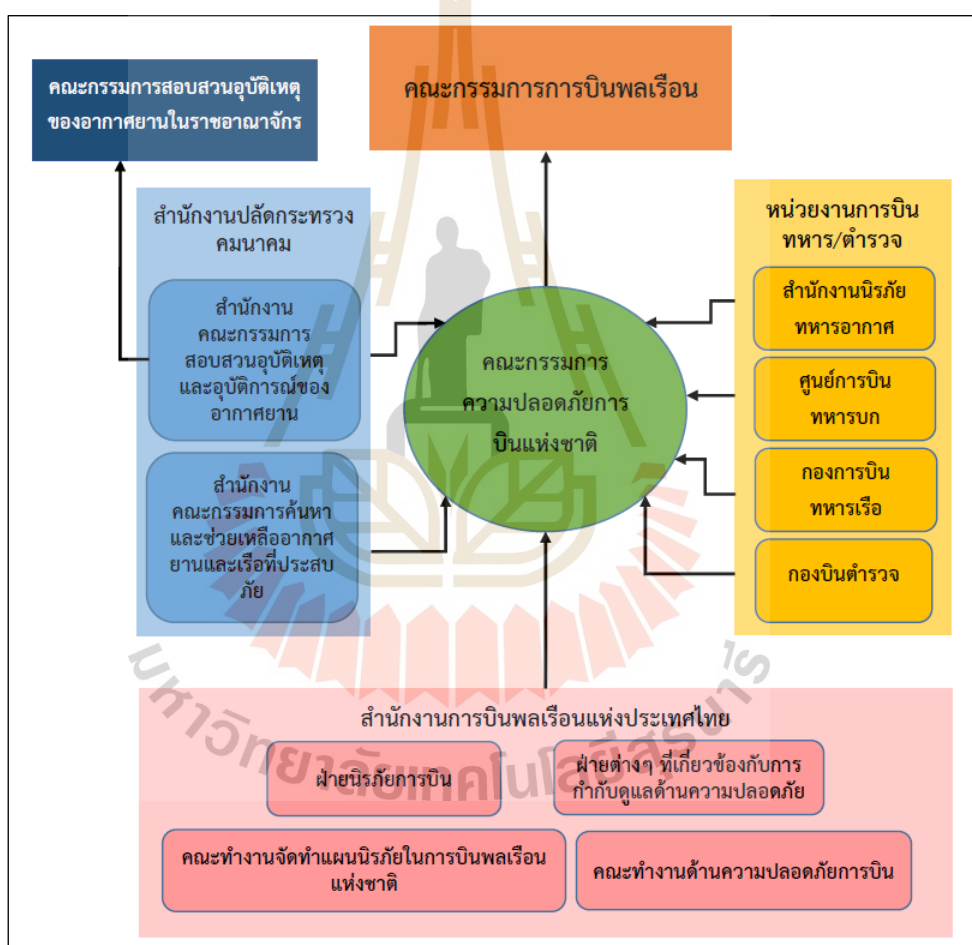 คณะกรรมการสอบสวนอุบัติเหตุ
ของอากาศยานในราชอาณาจักร
คณะกรรมการการบินพลเรือน
สำนักงานปลัดกระทรวง
คมนาคม
สำนักงาน
คณะกรรมการ
สอบสวนอุบัติเหตุ
และอุบัติการณ์ของ
อากาศยาน
สำนักงาน
คณะกรรมการค้นหา
และช่วยเหลืออากาศ
ยานและเรือที่ประสบ
ภัย
คณะกรรมการ
ความปลอดภัยการ
บินแห่งชาติ
หน่วยงานการบิน
ทหาร/ตำรวจ
สำนักงานนิรภัย
ทหารอากาศ
ศูนย์การบิน
ทหารบก
กองการบิน
ทหารเรือ
กองบินตำรวจ
สำนักงานการบินพลเรือนแห่งประเทศไทย
ฝ่ายนิรภัยการบิน
ฝ่ายต่างๆ ที่เกี่ยวข้องกับการ
กำกับดูแลด้านความปลอดภัย
คณะทำงานจัดทำแผนนิรภัยในการบินพลเรือน
แห่งชาติ
คณะทำงานด้านความปลอดภัยการบิน
มหาวิทยาลัยเทคโนโลยีสุรนารี